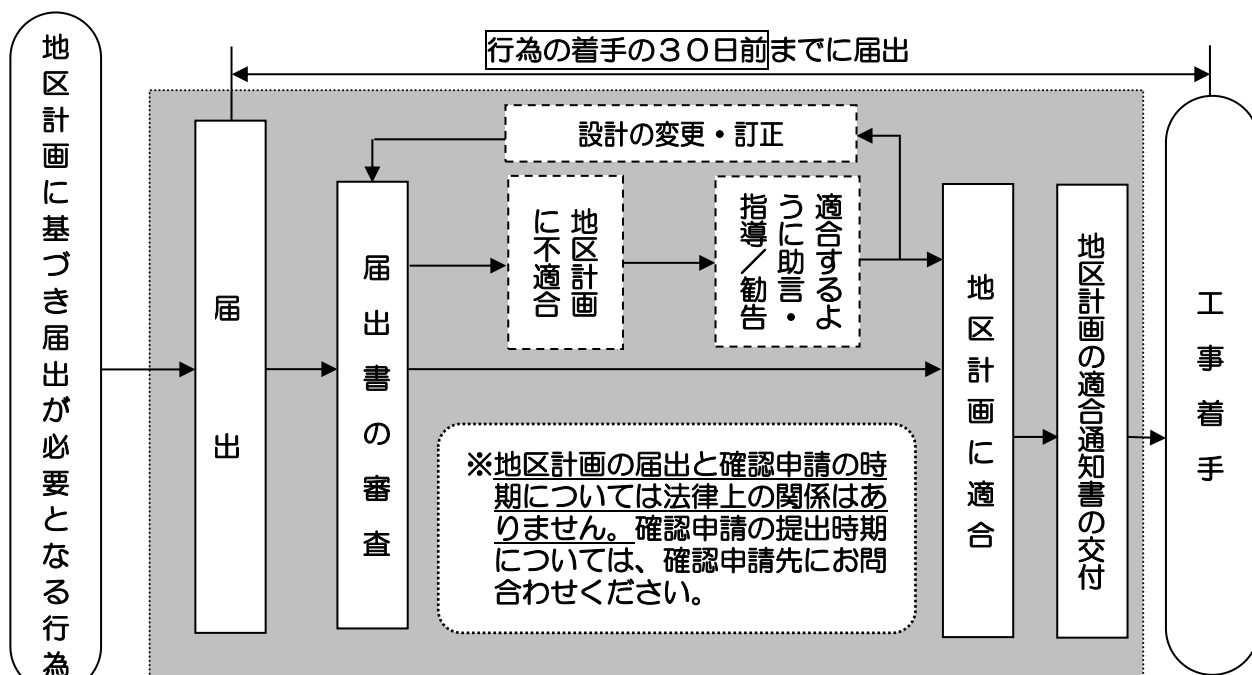 行為の着手の30日前までに届出
地区計画に基づき届出が必要となる行為
届出
届出書の審査
設計の変更・訂正
地区計画
に不適合
適合するよ
うに助言・
指導/勧告
地区計画に適合
地区計画の適合通知書の交付
工事着手
※地区計画の届出と確認申請の時
期については法律上の関係はあ
りません。確認申請の提出時期
については、確認申請先にお問
合わせください。